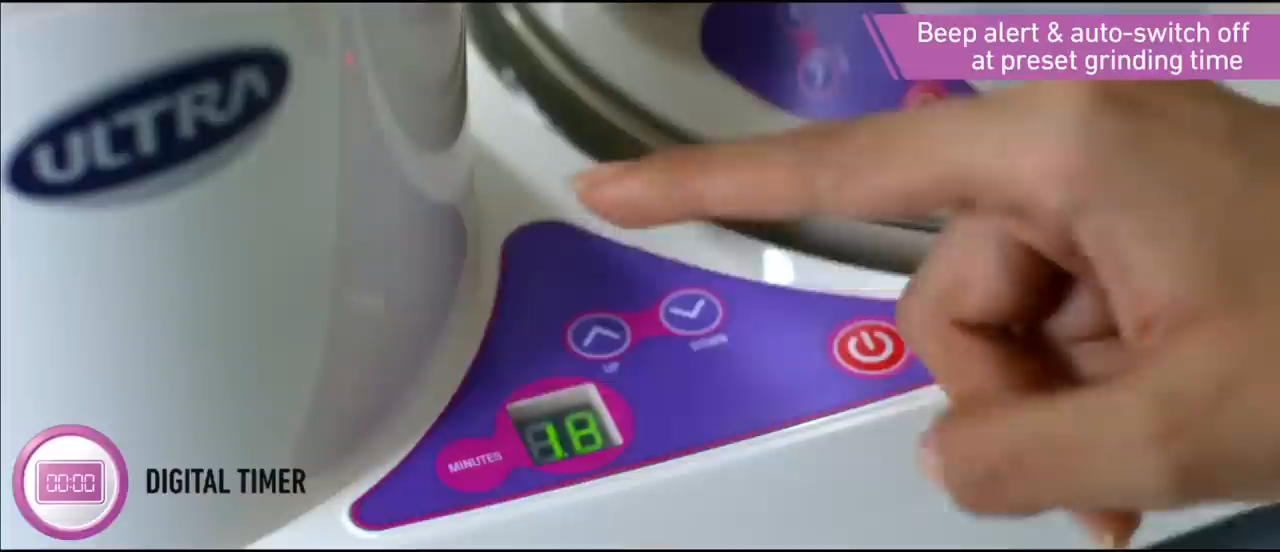 Beep alert & auto-switch off
at preset grinding time
ULTRA
UP
DOWN
18
MINUTES
00:00
DIGITAL TIMER